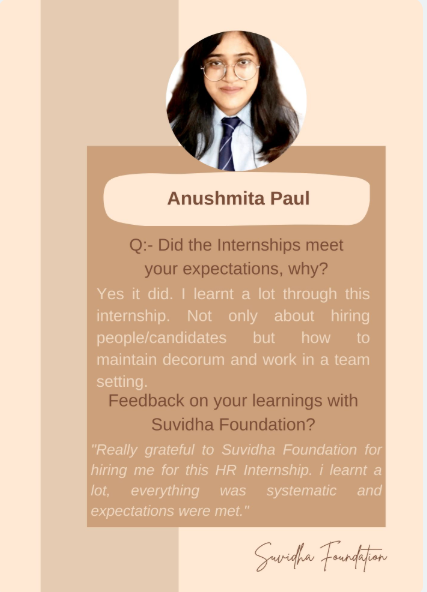 Anushmita Paul
Q:- Did the Internships meet
your expectations, why?
Yes it did. I learnt a lot through this
internship. Not only about hiring
people/candidates but how to
maintain decorum and work in a team
setting.
Feedback on your learnings with
Suvidha Foundation?
"Really grateful to Suvidha Foundation for
hiring me for this HR Internship. i learnt a
lot, everything was systematic and
expectations were met."
Suvidha Foundation